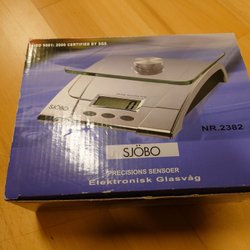 ISO 9001: 2000 CERTIFIED BY SGS
SJÖBO
NR.2382
SJÖBO
PRECISIONS SENSOER
Elektronisk Glasvåg